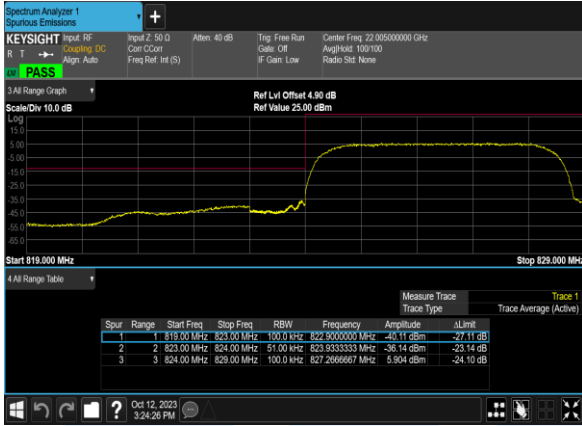 Spectrum Analyzer 1
Spurious Emissions
+
KEYSIGHT Input: RF Input Z: 50 Ω Atten: 40 dB Trig: Free Run Center Freq: 22.005000000 GHz
R T Coupling: DC Corr CCorr Gate: Off Avg|Hold: 100/100
Align: Auto Freq Ref: Int (S) IF Gain: Low Radio Std: None
PASS
3 All Range Graph
Ref Lvl Offset 4.90 dB
Scale/Div 10.0 dB Ref Value 25.00 dBm
Log
15.0
5.00
-5.00
-15.0
-25.0
-35.0
-45.0
-55.0
-65.0
Start 819.000 MHz Stop 829.000 MHz
4 All Range Table
Measure Trace Trace 1
Trace Type Trace Average (Active)
Spur Range Start Freq Stop Freq RBW Frequency Amplitude ΔLimit
1 1 819.00 MHz 823.00 MHz 100.0 kHz 822.9000000 MHz -40.11 dBm -27.11 dB
2 2 823.00 MHz 824.00 MHz 51.00 kHz 823.9333333 MHz -36.14 dBm -23.14 dB
3 3 824.00 MHz 829.00 MHz 100.0 kHz 827.2666667 MHz 5.904 dBm -24.10 dB
? Oct 12, 2023
3:24:26 PM